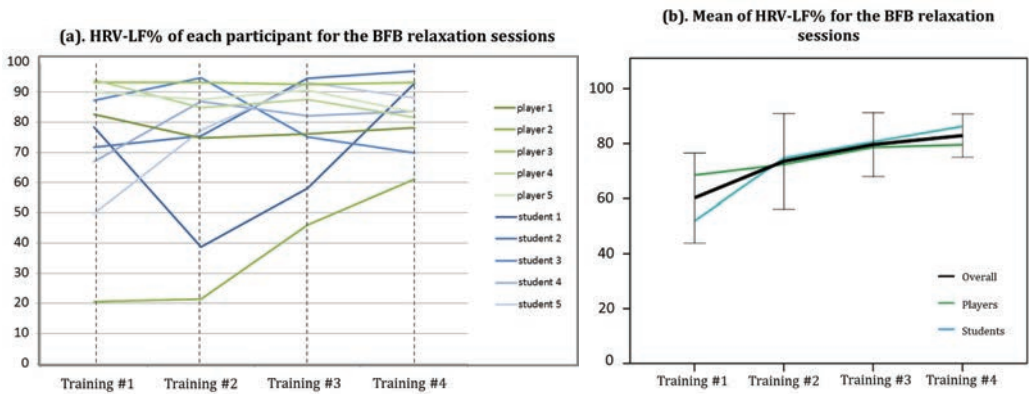 (a). HRV-LF% of each participant for the BFB relaxation sessions
100
90
80
70
60
50
40
30
20
10
0
Training #1
Training #2
Training #3
Training #4
player 1
player 2
player 3
player 4
player 5
student 1
student 2
student 3
student 4
student 5
(b). Mean of HRV-LF% for the BFB relaxation
sessions
100
80
60
40
20
0
Overall
Players
Students
Training #1
Training #2
Training #3
Training #4